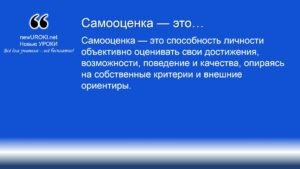 Самооценка — это…
newUROKI.net
Новые УРОКИ
Всё для учителя - всё бесплатно!
Самооценка — это способность личности
объективно оценивать свои достижения,
возможности, поведение и качества, опираясь
на собственные критерии и внешние
ориентиры.